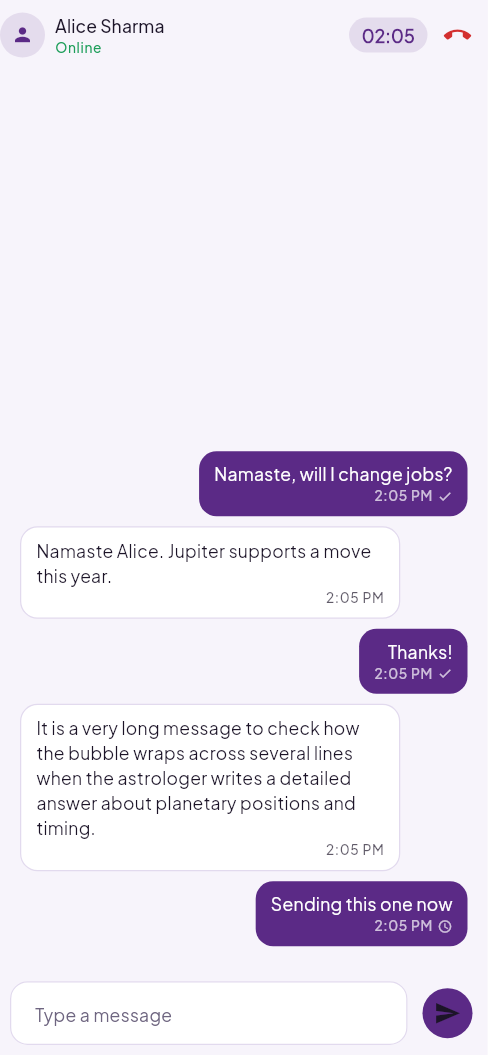 Alice Sharma
Online
02:05
Namaste, will I change jobs?
2:05 PM
Namaste Alice. Jupiter supports a move
this year.
2:05 PM
Thanks!
2:05 PM
It is a very long message to check how
the bubble wraps across several lines
when the astrologer writes a detailed
answer about planetary positions and
timing.
2:05 PM
Sending this one now
2:05 PM
Type a message